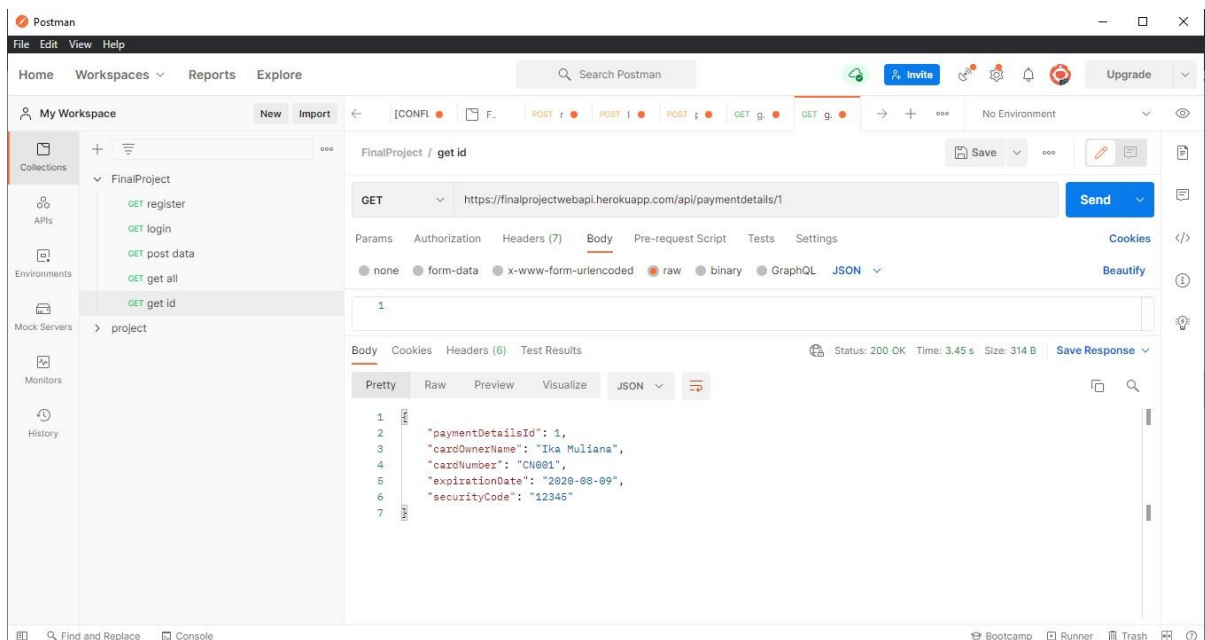 Postman
File Edit View Help
Home Workspaces Reports Explore
Search Postman
Invite
Upgrade
My Workspace
New Import
[CONFL
F..
POST r
POST l
POST p
GET g.
GET g.
No Environment
Collections
APIs
Environments
Mock Servers
Monitors
History
FinalProject
GET register
GET login
GET post data
GET get all
GET get id
project
FinalProject / get id
Save
GET
https://finalprojectwebapi.herokuapp.com/api/paymentdetails/1
Send
Params Authorization Headers (7) Body Pre-request Script Tests Settings
Cookies
none form-data x-www-form-urlencoded raw binary GraphQL JSON
Beautify
1
Body Cookies Headers (6) Test Results
Status: 200 OK Time: 3.45 s Size: 314 B Save Response
Pretty Raw Preview Visualize JSON
1 {
2 "paymentDetailsId": 1,
3 "cardOwnerName": "Ika Muliana",
4 "cardNumber": "CN001",
5 "expirationDate": "2020-08-09",
6 "securityCode": "12345"
7 }
Find and Replace Console
Bootcamp Runner Trash